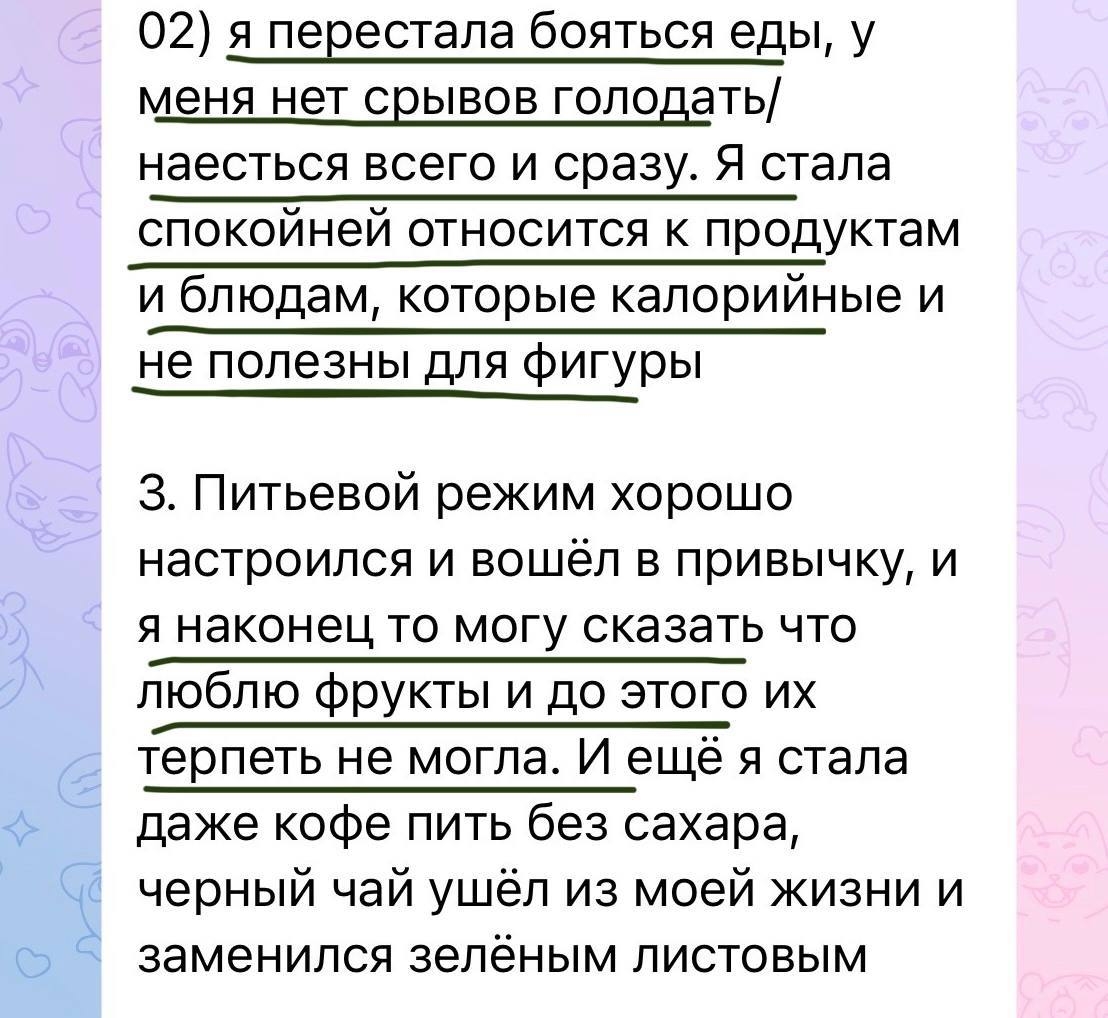 02) я перестала бояться еды, у
меня нет срывов голодать/
наесться всего и сразу. Я стала
спокойней относится к продуктам
и блюдам, которые калорийные и
не полезны для фигуры
3. Питьевой режим хорошо
настроился и вошёл в привычку, и
я наконец то могу сказать что
люблю фрукты и до этого их
терпеть не могла. И ещё я стала
даже кофе пить без сахара,
черный чай ушёл из моей жизни и
заменился зелёным листовым